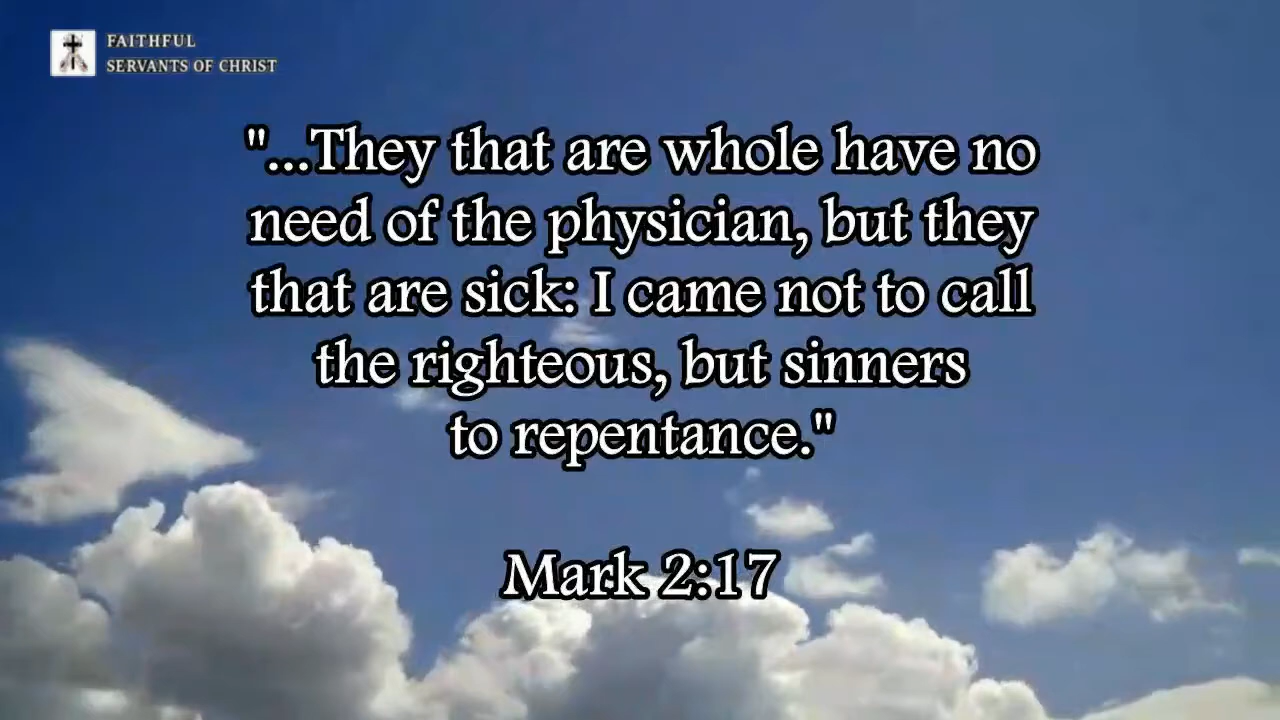 FAITHFUL
SERVANTS OF CHRIST
"...They that are whole have no
need of the physician, but they
that are sick: I came not to call
the righteous, but sinners
to repentance."
Mark 2:17